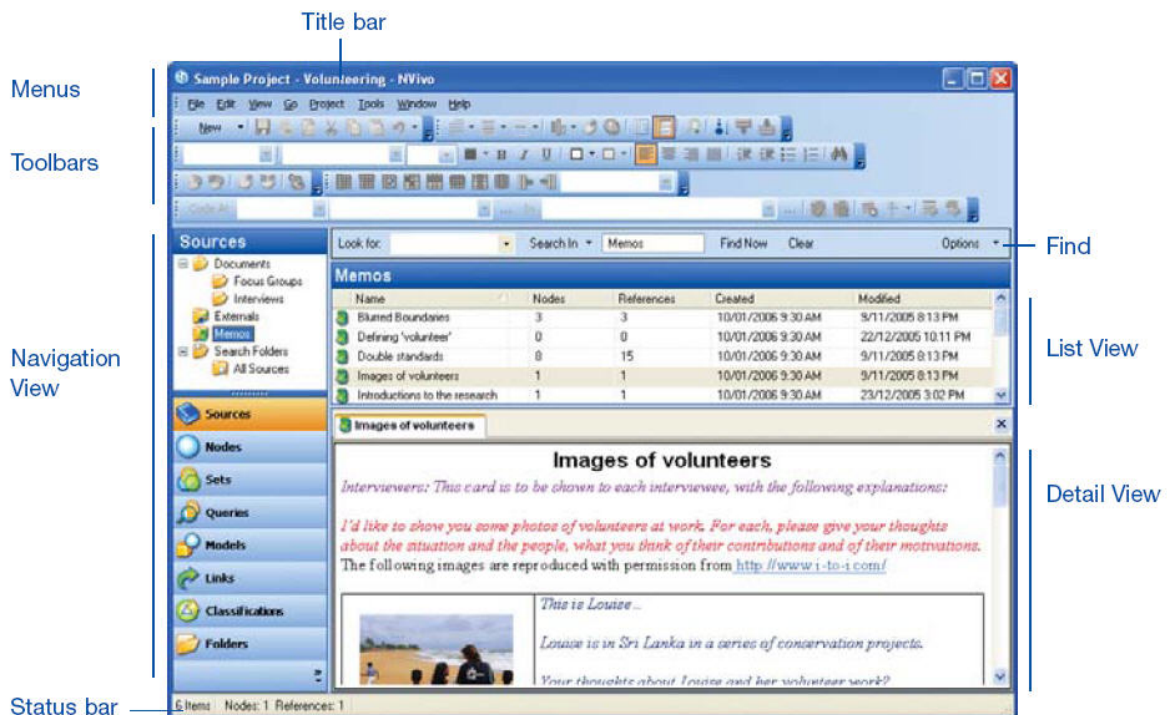 Title bar
Menus
Sample Project - Volunteering - NVivo
File Edit View Go Project Tools Window Help
Toolbars
New
Code At
Sources
Look for: Search In Memos Find Now Clear Options
Find
Documents
Focus Groups
Interviews
Externals
Memos
Search Folders
All Sources
Navigation
View
Memos
Name Nodes References Created Modified
Blurred Boundaries 3 3 10/01/2006 9:30 AM 9/11/2005 8:13 PM
Defining 'volunteer' 0 0 10/01/2006 9:30 AM 22/12/2005 10:11 PM
Double standards 8 15 10/01/2006 9:30 AM 9/11/2005 8:13 PM
Images of volunteers 1 1 10/01/2006 9:30 AM 9/11/2005 8:13 PM
Introductions to the research 1 1 10/01/2006 9:30 AM 23/12/2005 3:02 PM
List View
Sources
Nodes
Sets
Queries
Models
Links
Classifications
Folders
Images of volunteers
Images of volunteers
Interviewers: This card is to be shown to each interviewee, with the following explanations:
I'd like to show you some photos of volunteers at work. For each, please give your thoughts
about the situation and the people, what you think of their contributions and of their motivations.
The following images are reproduced with permission from http://www.i-to-i.com/
This is Louise...
Louise is in Sri Lanka in a series of conservation projects.
Your thoughts about Louise and her volunteer work?
Detail View
Status bar
6 Items Nodes: 1 References: 1